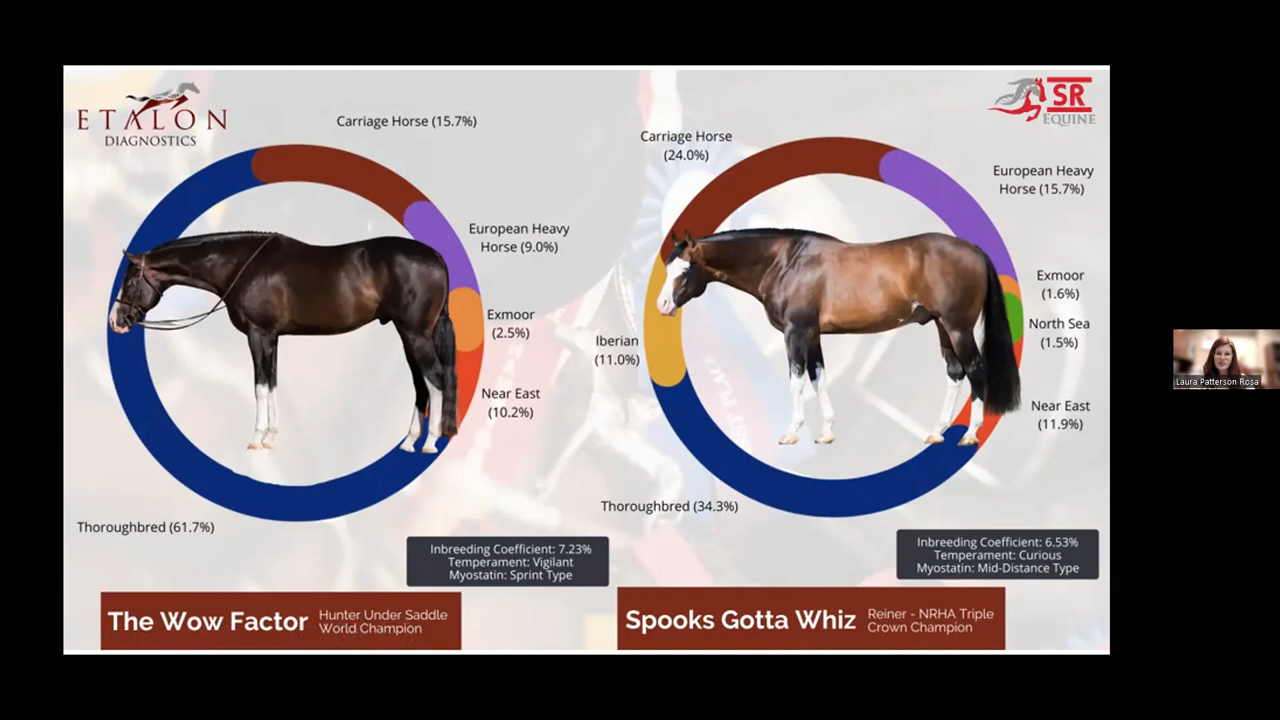 ETALON
DIAGNOSTICS
Carriage Horse (15.7%)
European Heavy
Horse (9.0%)
Exmoor
(2.5%)
Near East
(10.2%)
Thoroughbred (61.7%)
Inbreeding Coefficient: 7.23%
Temperament: Vigilant
Myostatin: Sprint Type
The Wow Factor
Hunter Under Saddle
World Champion
SR
EQUINE
Carriage Horse
(24.0%)
European Heavy
Horse (15.7%)
Exmoor
(1.6%)
North Sea
(1.5%)
Iberian
(11.0%)
Near East
(11.9%)
Thoroughbred (34.3%)
Inbreeding Coefficient: 6.53%
Temperament: Curious
Myostatin: Mid-Distance Type
Spooks Gotta Whiz
Reiner - NRHA Triple
Crown Champion
Laura Patterson Rosa